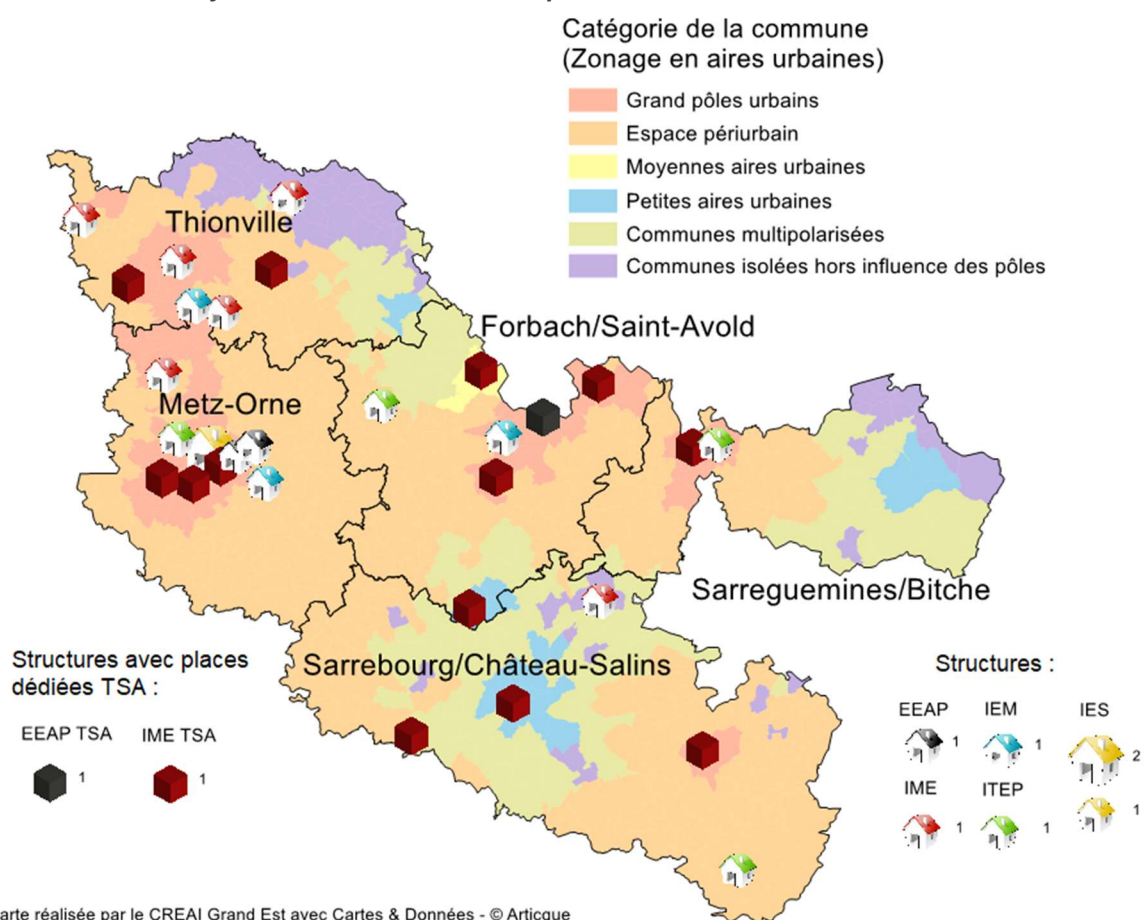 Catégorie de la commune
(Zonage en aires urbaines)
Grand pôles urbains
Espace périurbain
Moyennes aires urbaines
Petites aires urbaines
Communes multipolarisées
Communes isolées hors influence des pôles
Thionville
Forbach/Saint-Avold
Metz-Orne
Sarreguemines/Bitche
Sarrebourg/Château-Salins
Structures avec places
dédiées TSA :
EEAP TSA
IME TSA
1
1
Structures :
EEAP
IEM
IES
1
1
2
IME
ITEP
1
1
1
arte réalisée par le CREAI Grand Est avec Cartes & Données - © Articque